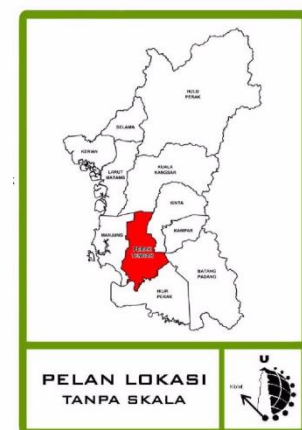 HULU
PERAK
SELAMA
KERIAN
LARUT
MATANG
KUALA
KANGSAR
KINTA
MANJUNG
PERAK
TENGAH
KAMPAR
BATANG
PADANG
HILIR
PERAK
PELAN LOKASI
TANPA SKALA
U